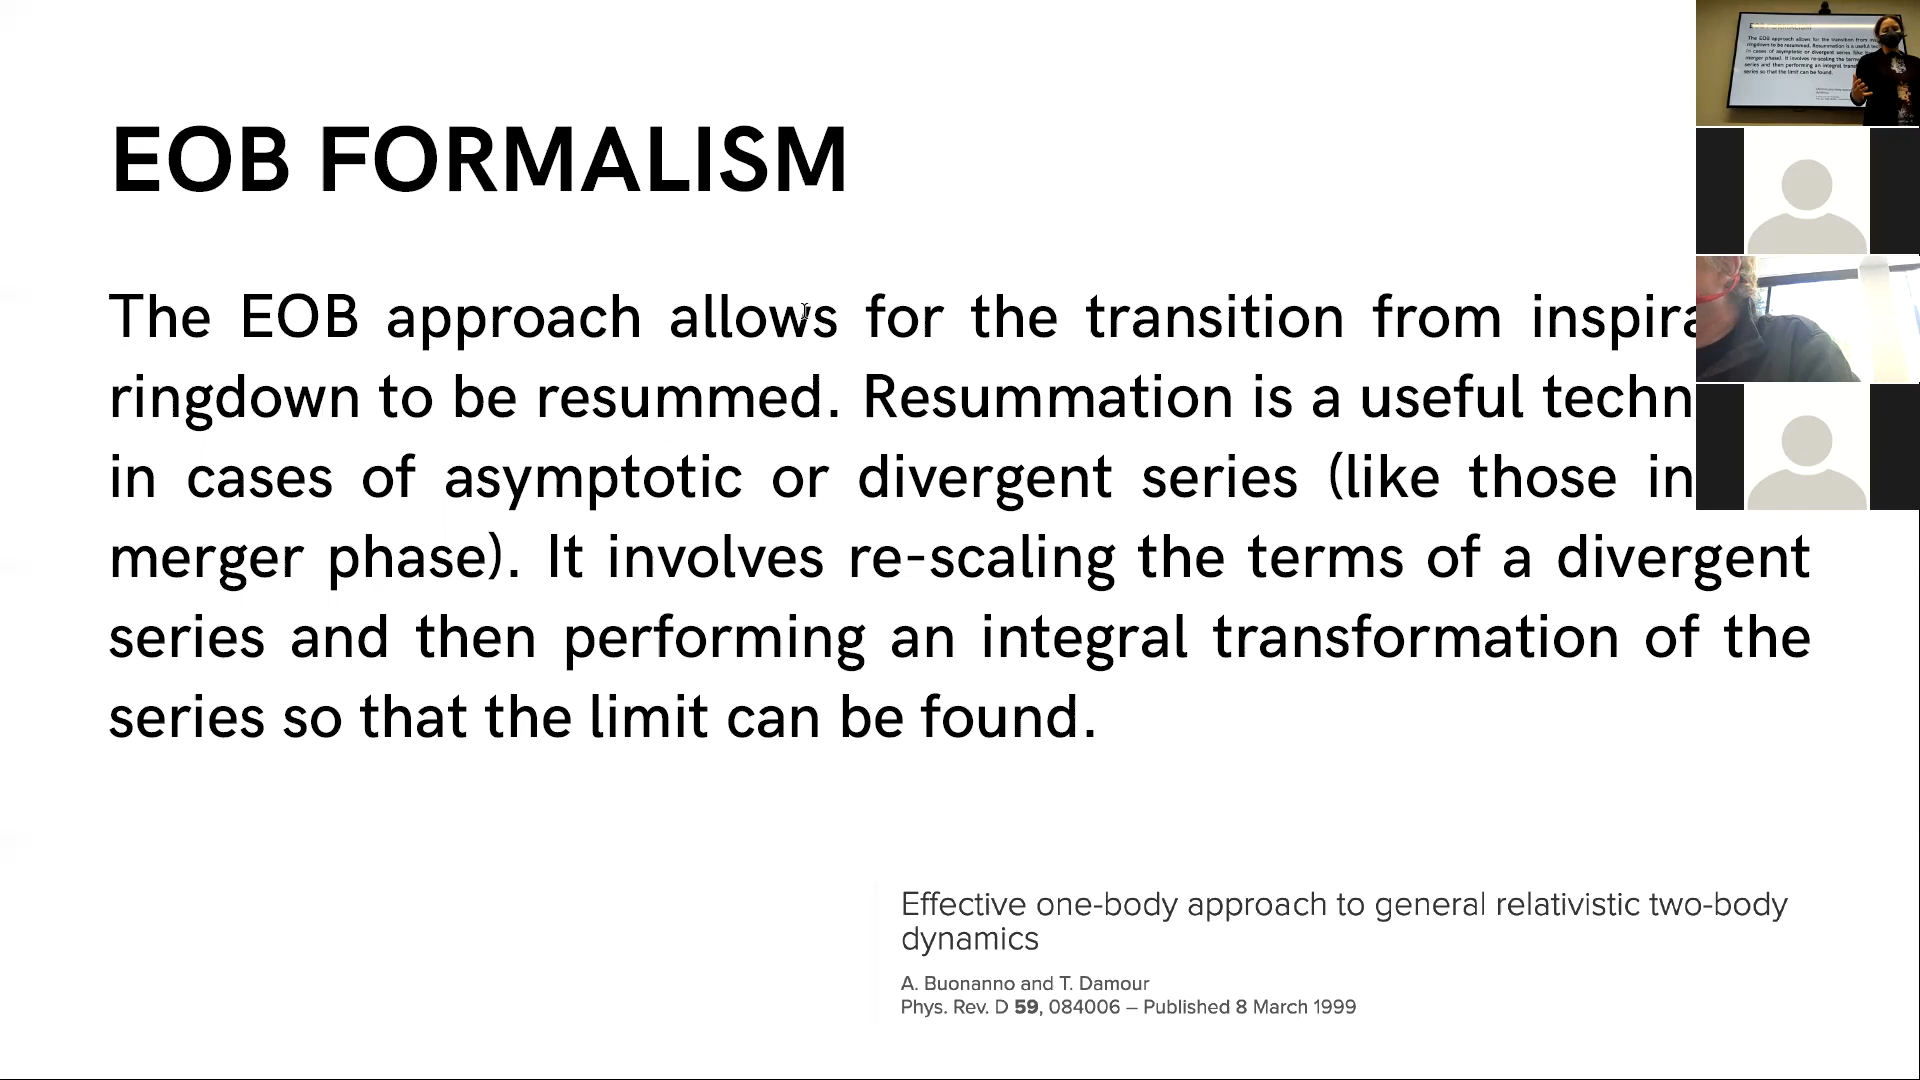 EOB FORMALISM
The EOB approach allows for the transition from
ringdown to be resummed. Resummation is a useful
in cases of asymptotic or divergent series (like those in
merger phase). It involves re-scaling the terms of a divergent
series and then performing an integral transformation of the
series so that the limit can be found.
Effective one-body approach to general relativistic two-body
dynamics
A. Buonanno and T. Damour
Phys. Rev. D 59, 084006 – Published 8 March 1999